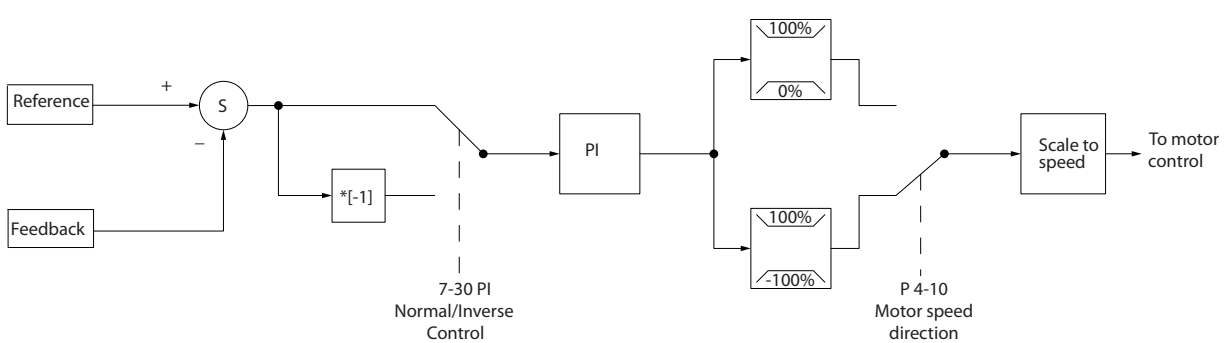 Reference
+
S
–
Feedback
*[-1]
7-30 PI
Normal/Inverse
Control
PI
100%
0%
100%
-100%
P 4-10
Motor speed
direction
Scale to
speed
To motor
control